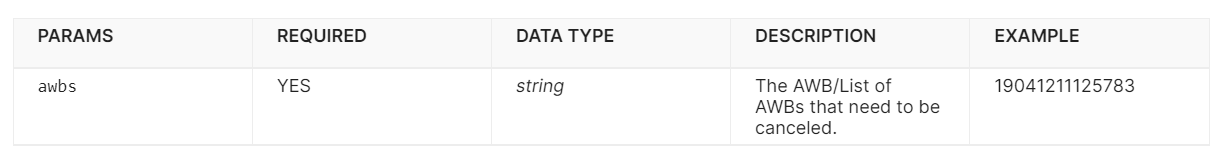 PARAMS REQUIRED DATA TYPE DESCRIPTION EXAMPLE
awbs YES string The AWB/List of 19041211125783
AWBs that need to be
canceled.